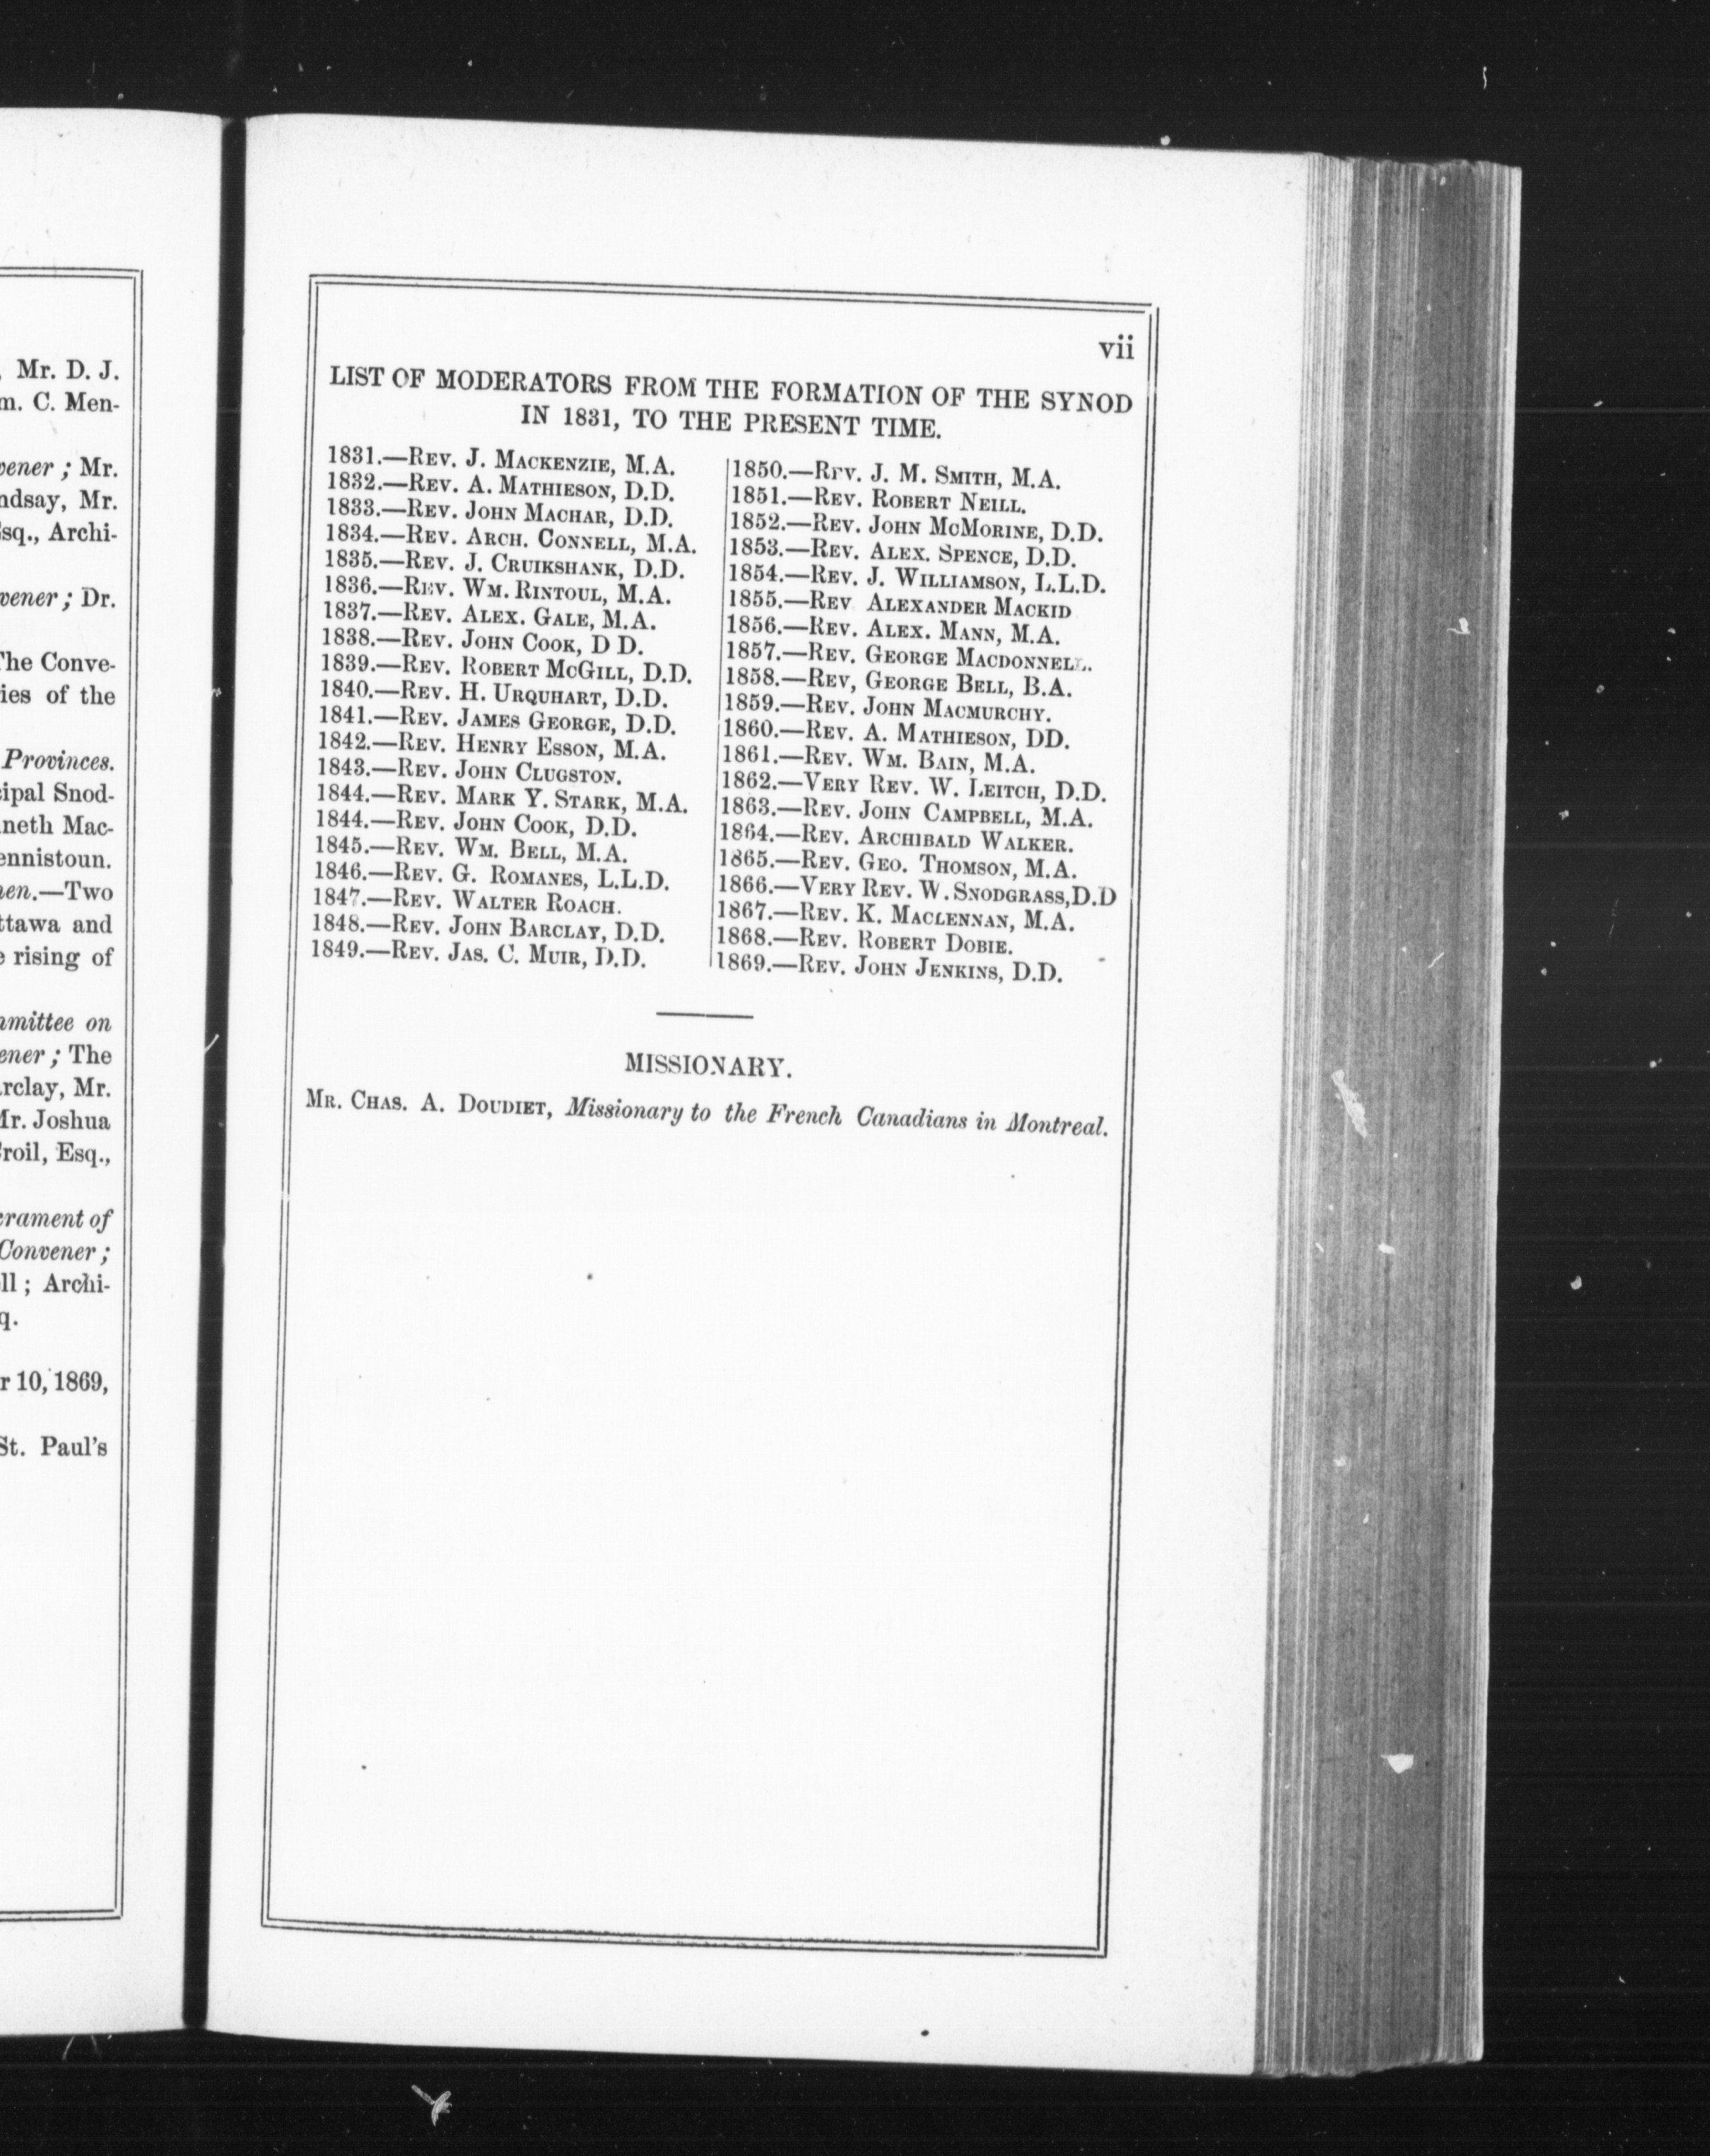 , Mr. D. J.
m. C. Men-
vener ; Mr.
ndsay, Mr.
Esq., Archi-
vener ; Dr.
The Conve-
ries of the
Provinces.
cipal Snod-
neth Mac-
ennistoun.
men.—Two
ttawa and
e rising of
mmittee on
ener ; The
arclay, Mr.
Mr. Joshua
Croil, Esq.,
crament of
Convener ;
ll ; Archi-
q.
r 10, 1869,
St. Paul's
vii
LIST OF MODERATORS FROM THE FORMATION OF THE SYNOD
IN 1831, TO THE PRESENT TIME.
1831.—REV. J. MACKENZIE, M.A.
1832.—REV. A. MATHIESON, D.D.
1833.—REV. JOHN MACHAR, D.D.
1834.—REV. ARCH. CONNELL, M.A.
1835.—REV. J. CRUIKSHANK, D.D.
1836.—REV. WM. RINTOUL, M.A.
1837.—REV. ALEX. GALE, M.A.
1838.—REV. JOHN COOK, D D.
1839.—REV. ROBERT MCGILL, D.D.
1840.—REV. H. URQUHART, D.D.
1841.—REV. JAMES GEORGE, D.D.
1842.—REV. HENRY ESSON, M.A.
1843.—REV. JOHN CLUGSTON.
1844.—REV. MARK Y. STARK, M.A.
1844.—REV. JOHN COOK, D.D.
1845.—REV. WM. BELL, M.A.
1846.—REV. G. ROMANES, L.L.D.
1847.—REV. WALTER ROACH.
1848.—REV. JOHN BARCLAY, D.D.
1849.—REV. JAS. C. MUIR, D.D.
1850.—REV. J. M. SMITH, M.A.
1851.—REV. ROBERT NEILL.
1852.—REV. JOHN MCMORINE, D.D.
1853.—REV. ALEX. SPENCE, D.D.
1854.—REV. J. WILLIAMSON, L.L.D.
1855.—REV ALEXANDER MACKID
1856.—REV. ALEX. MANN, M.A.
1857.—REV. GEORGE MACDONNELL.
1858.—REV, GEORGE BELL, B.A.
1859.—REV. JOHN MACMURCHY.
1860.—REV. A. MATHIESON, DD.
1861.—REV. WM. BAIN, M.A.
1862.—VERY REV. W. LEITCH, D.D.
1863.—REV. JOHN CAMPBELL, M.A.
1864.—REV. ARCHIBALD WALKER.
1865.—REV. GEO. THOMSON, M.A.
1866.—VERY REV. W. SNODGRASS,D.D
1867.—REV. K. MACLENNAN, M.A.
1868.—REV. ROBERT DOBIE.
1869.—REV. JOHN JENKINS, D.D.
MISSIONARY.
MR. CHAS. A. DOUDIET, Missionary to the French Canadians in Montreal.